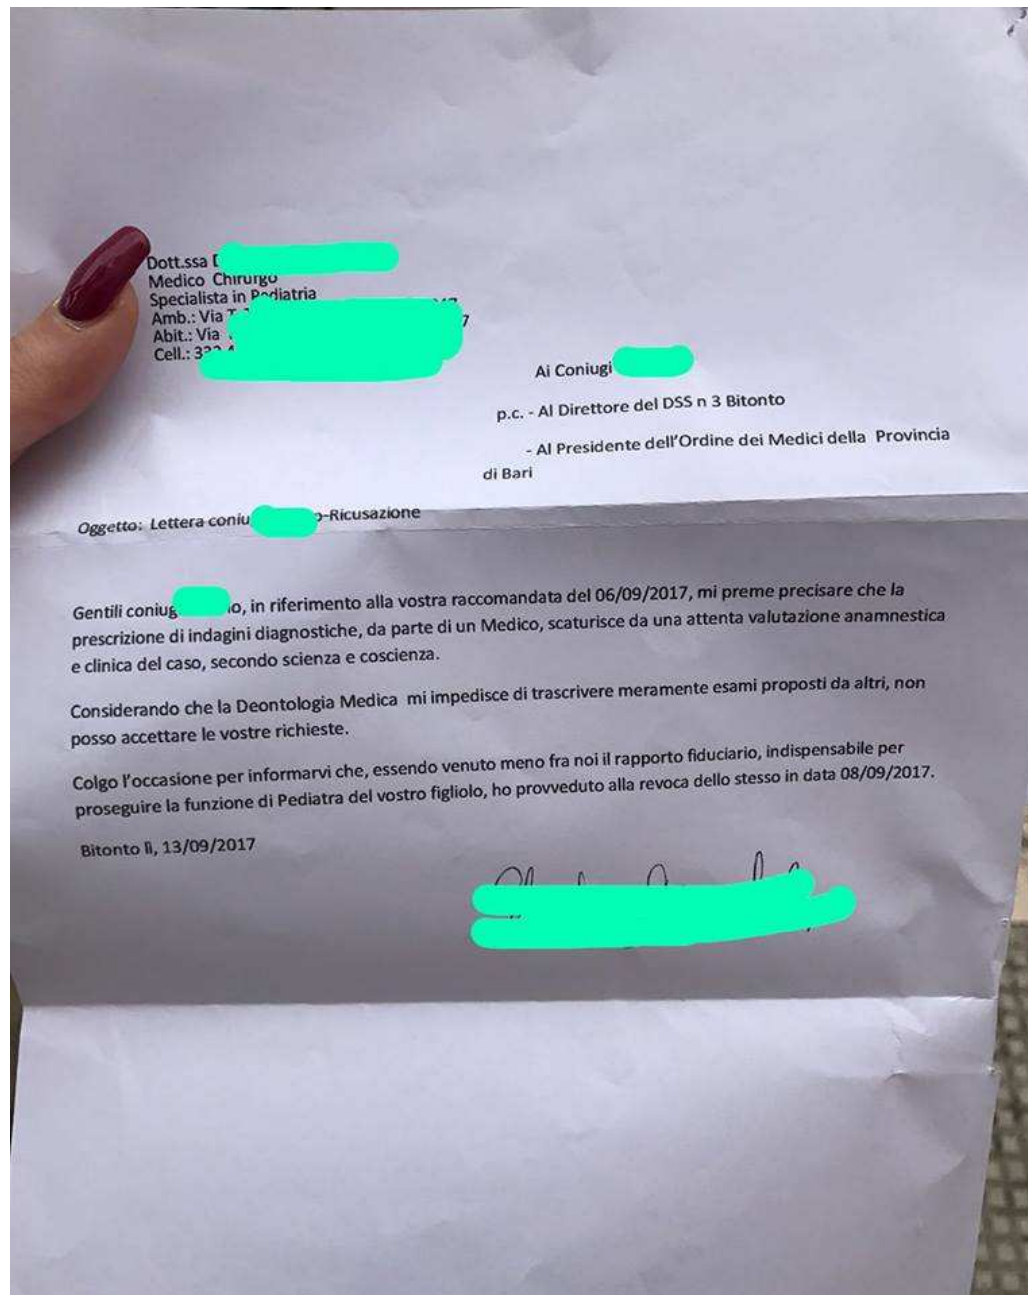 Dott.ssa
Medico Chirurgo
Specialista in Pediatria
Amb.: Via
Abit.: Via
Cell.:
Ai Coniugi
p.c. - Al Direttore del DSS n 3 Bitonto
- Al Presidente dell'Ordine dei Medici della Provincia
di Bari
Oggetto: Lettera -Ricusazione
Gentili in riferimento alla vostra raccomandata del 06/09/2017, mi preme precisare che la
prescrizione di indagini diagnostiche, da parte di un Medico, scaturisce da una attenta valutazione anamnestica
e clinica del caso, secondo scienza e coscienza.
Considerando che la Deontologia Medica mi impedisce di trascrivere meramente esami proposti da altri, non
posso accettare le vostre richieste.
Colgo l'occasione per informarvi che, essendo venuto meno fra noi il rapporto fiduciario, indispensabile per
proseguire la funzione di Pediatra del vostro figliolo, ho provveduto alla revoca dello stesso in data 08/09/2017.
Bitonto lì, 13/09/2017